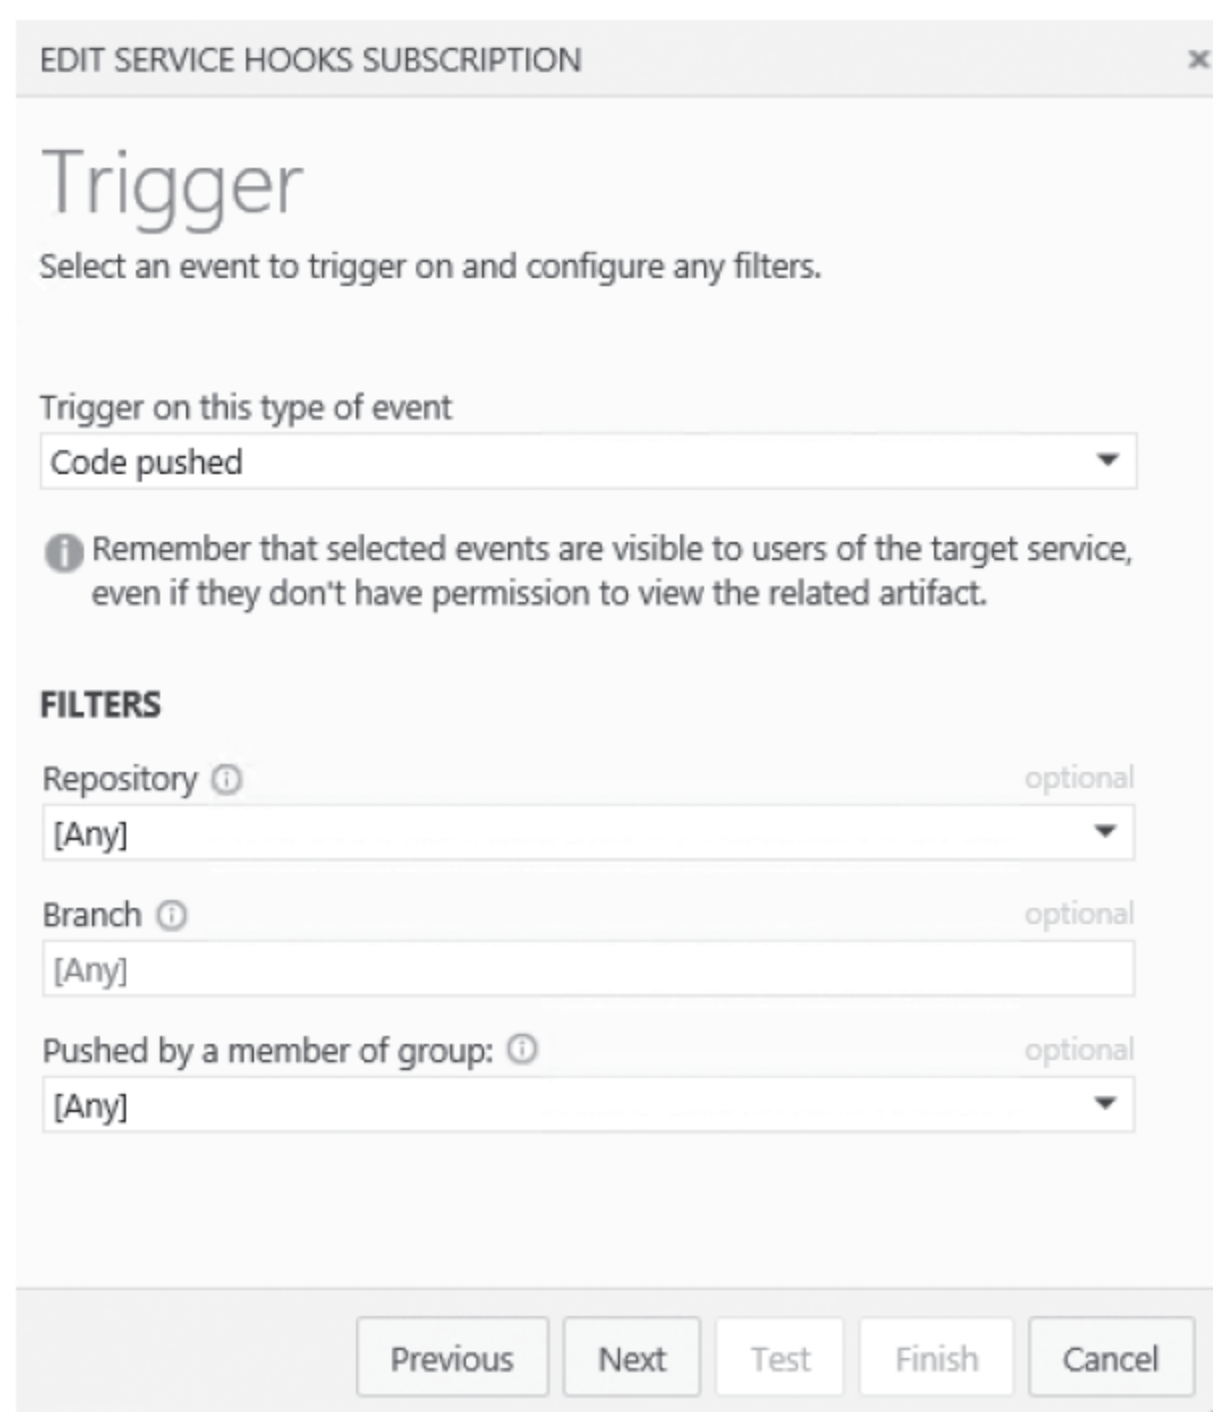 EDIT SERVICE HOOKS SUBSCRIPTION
Trigger
Select an event to trigger on and configure any filters.
Trigger on this type of event
Code pushed
Remember that selected events are visible to users of the target service,
even if they don't have permission to view the related artifact.
FILTERS
Repository optional
[Any]
Branch optional
[Any]
Pushed by a member of group: optional
[Any]
Previous Next Test Finish Cancel